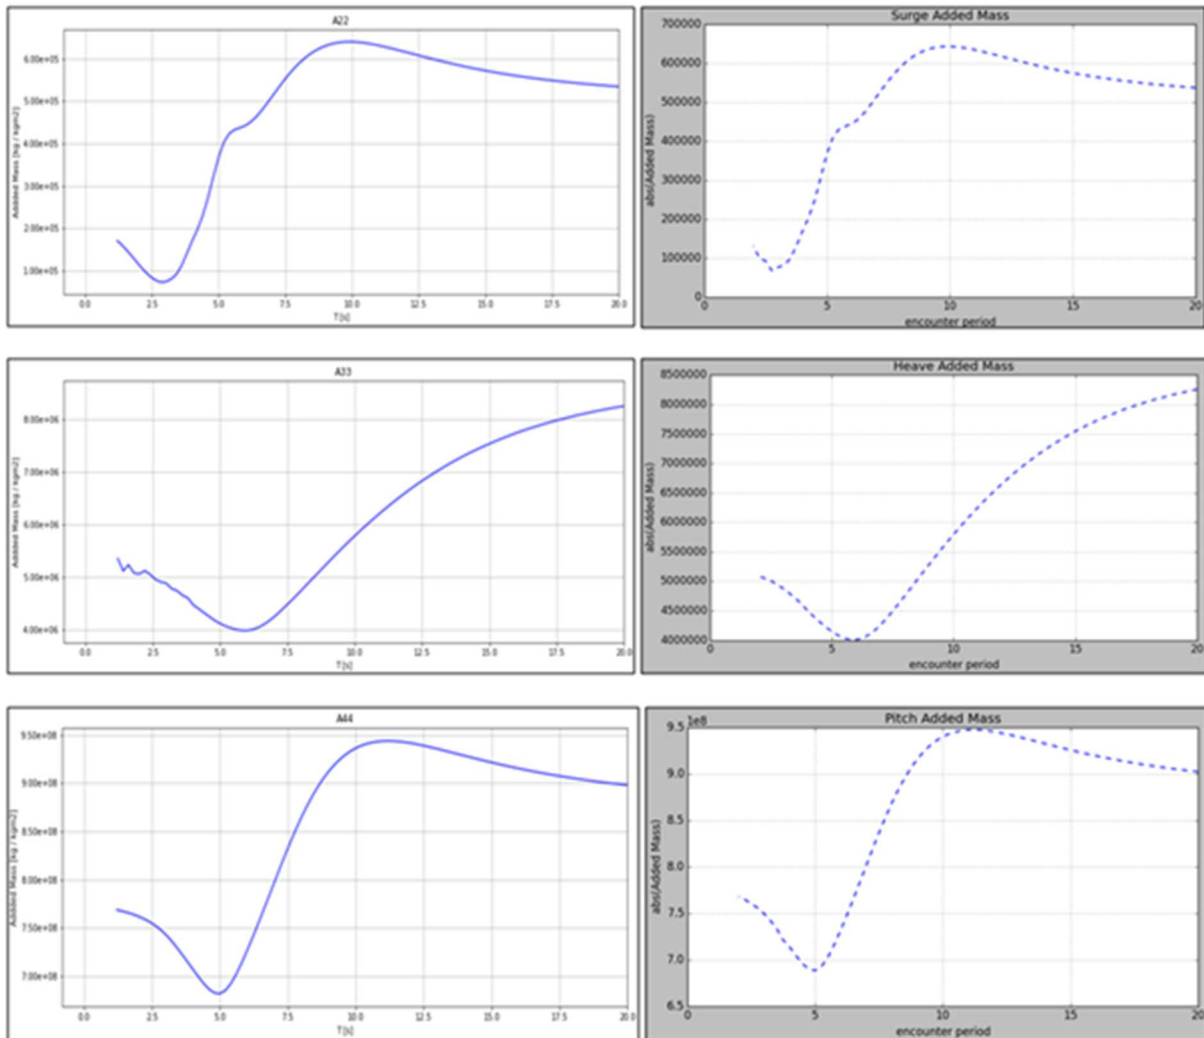 A22
Surge Added Mass
Addded Mass [kg / kgm2]
6.00e+05
5.00e+05
4.00e+05
3.00e+05
2.00e+05
1.00e+05
0.0 2.5 5.0 7.5 10.0 12.5 15.0 17.5 20.0
T[s]
abs(Added Mass)
700000
600000
500000
400000
300000
200000
100000
0
0 5 10 15 20
encounter period
A33
Heave Added Mass
Addded Mass [kg / kgm2]
8.00e+06
7.00e+06
6.00e+06
5.00e+06
4.00e+06
0.0 2.5 5.0 7.5 10.0 12.5 15.0 17.5 20.0
T[s]
abs(Added Mass)
8500000
8000000
7500000
7000000
6500000
6000000
5500000
5000000
4500000
4000000
0 5 10 15 20
encounter period
A44
Pitch Added Mass
Addded Mass [kg / kgm2]
9.50e+08
9.00e+08
8.50e+08
8.00e+08
7.50e+08
7.00e+08
0.0 2.5 5.0 7.5 10.0 12.5 15.0 17.5 20.0
T[s]
abs(Added Mass)
1e8
9.5
9.0
8.5
8.0
7.5
7.0
6.5
0 5 10 15 20
encounter period